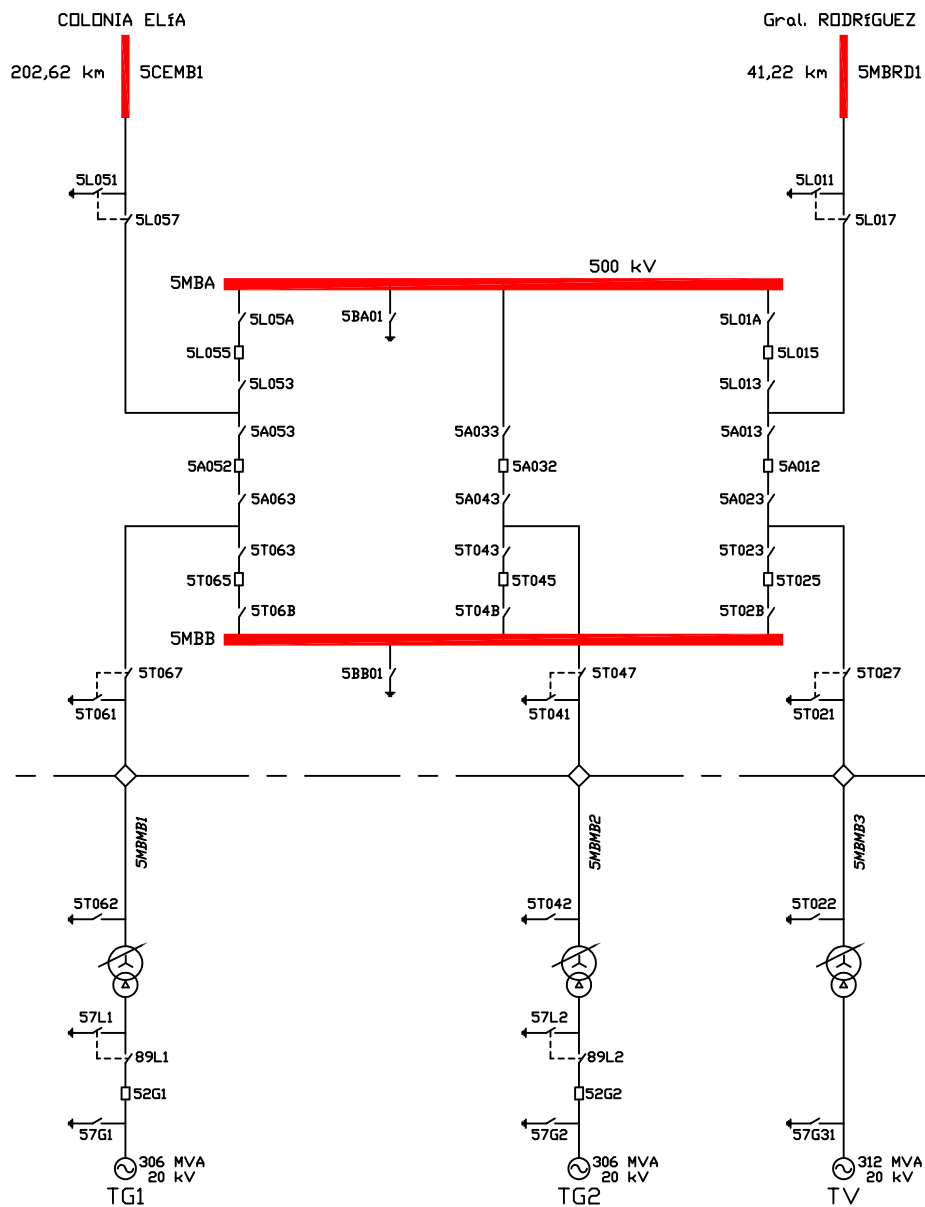 COLONIA ELíA
Gral. RODRíGUEZ
202,62 km
5CEMB1
41,22 km
5MBRD1
5L051
5L011
5L057
5L017
500 kV
5MBA
5L05A
5BA01
5L01A
5L055
5L015
5L053
5L013
5A053
5A033
5A013
5A052
5A032
5A012
5A063
5A043
5A023
5T063
5T043
5T023
5T065
5T045
5T025
5T06B
5T04B
5T02B
5MBB
5T067
5BB01
5T047
5T027
5T061
5T041
5T021
5MBMB1
5MBMB2
5MBMB3
5T062
5T042
5T022
57L1
57L2
89L1
89L2
52G1
52G2
57G1
57G2
57G31
306 MVA
20 kV
306 MVA
20 kV
312 MVA
20 kV
TG1
TG2
TV